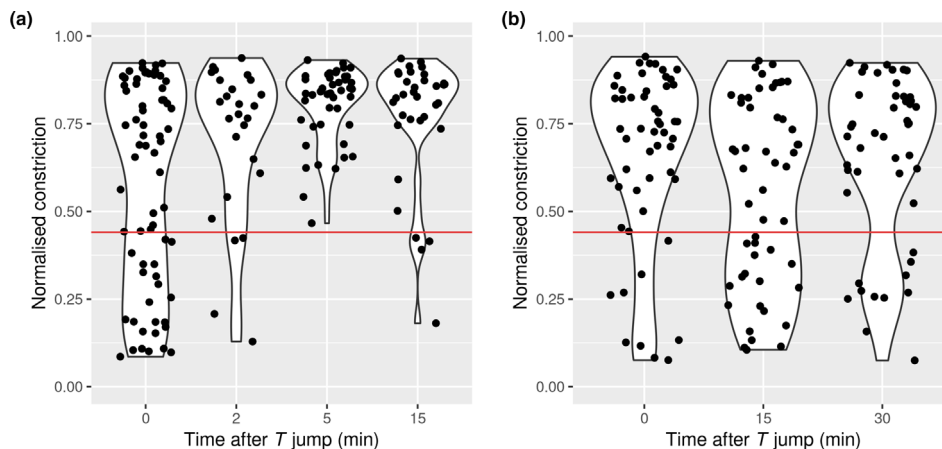 (a)
Normalised constriction
1.00
0.75
0.50
0.25
0.00
0 2 5 15
Time after T jump (min)
(b)
Normalised constriction
1.00
0.75
0.50
0.25
0.00
0 15 30
Time after T jump (min)